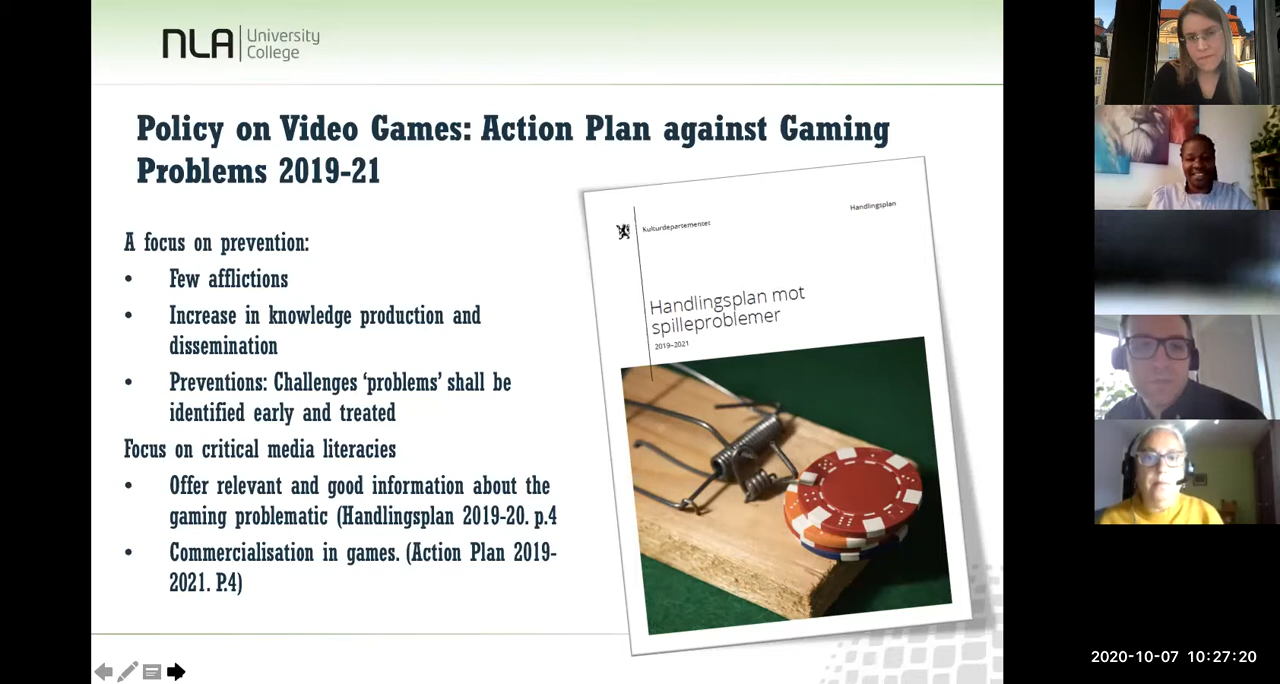 NLA University
College
Policy on Video Games: Action Plan against Gaming
Problems 2019-21
A focus on prevention:
• Few afflictions
• Increase in knowledge production and
dissemination
• Preventions: Challenges ‘problems’ shall be
identified early and treated
Focus on critical media literacies
• Offer relevant and good information about the
gaming problematic (Handlingsplan 2019-20. p.4
• Commercialisation in games. (Action Plan 2019-
2021. P.4)
Kulturdepartementet
Handlingsplan
Handlingsplan mot
spilleproblemer
2019–2021
2020-10-07 10:27:20